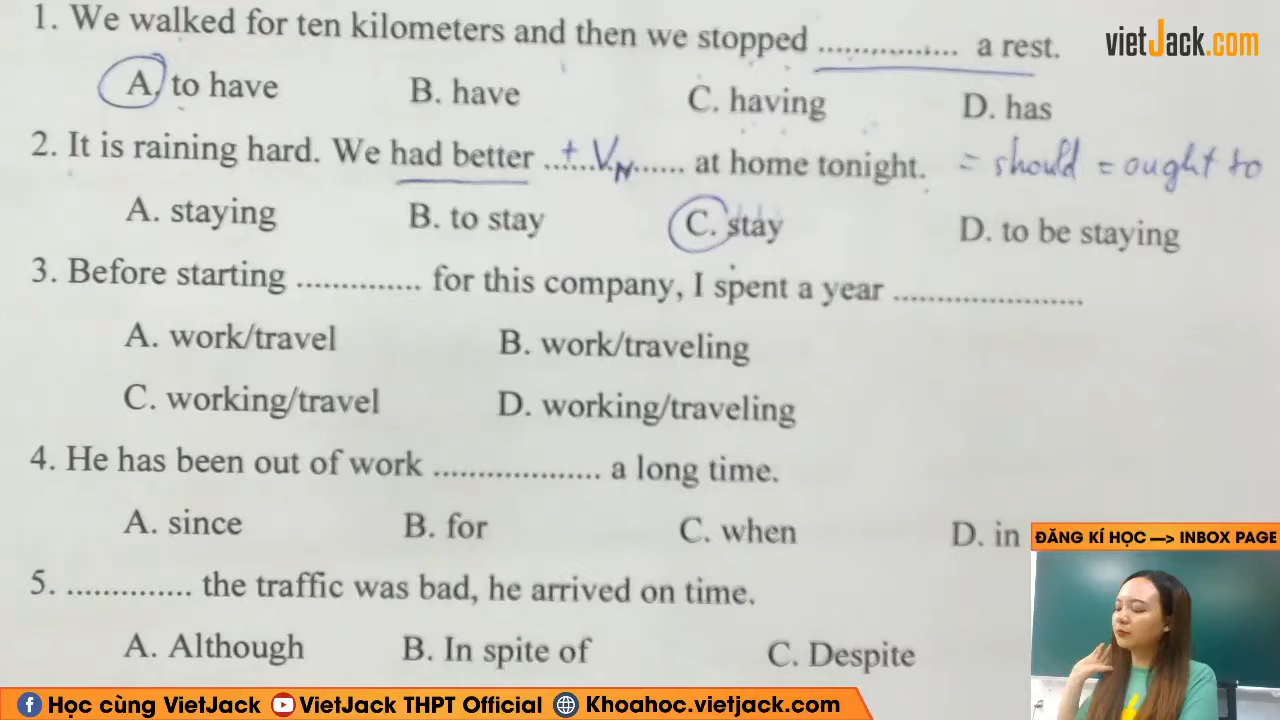 1. We walked for ten kilometers and then we stopped ................ a rest.
vietJack.com
A. to have B. have C. having D. has
2. It is raining hard. We had better ...+ VN....... at home tonight. = should = ought to
A. staying B. to stay C. stay D. to be staying
3. Before starting .............. for this company, I spent a year ......................
A. work/travel B. work/traveling
C. working/travel D. working/traveling
4. He has been out of work ................... a long time.
A. since B. for C. when D. in
ĐĂNG KÍ HỌC —> INBOX PAGE
5. .............. the traffic was bad, he arrived on time.
A. Although B. In spite of C. Despite
Học cùng VietJack VietJack THPT Official Khoahoc.vietjack.com